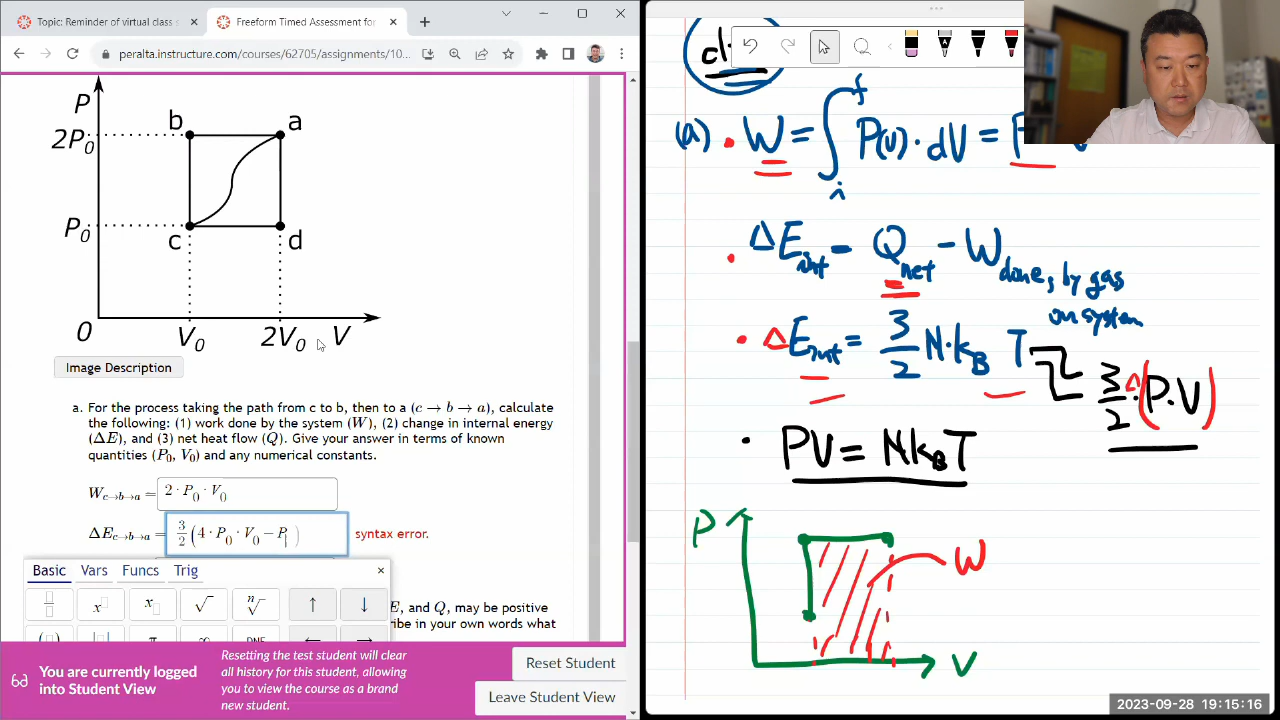 Topic: Reminder of virtual class s
Freeform Timed Assessment for
peralta.instructure.com/courses/62707/assignments/10...
P
b
a
2P0
P0
c
d
0
V0
2V0
V
Image Description
a. For the process taking the path from c to b, then to a (c → b → a), calculate
the following: (1) work done by the system (W), (2) change in internal energy
(ΔE), and (3) net heat flow (Q). Give your answer in terms of known
quantities (P0, V0) and any numerical constants.
Wc→b→a = 2 · P0 · V0
ΔEc→b→a = 3/2 (4 · P0 · V0 − P)
syntax error.
Basic Vars Funcs Trig ×
√ n√ ↑ ↓
π ∞ DNE ← →
E, and Q, may be positive
ribe in your own words what
You are currently logged
into Student View
Resetting the test student will clear
all history for this student, allowing
you to view the course as a brand
new student.
Reset Student
Leave Student View
(a) • W = ∫ P(V) · dV =
f
i
• ΔEint = Qnet − Wdone, by gas
on system
• ΔEint = 3/2 N·kB T
3/2 Δ(P·V)
• PV = NkBT
P
W
V
2023-09-28 19:15:16